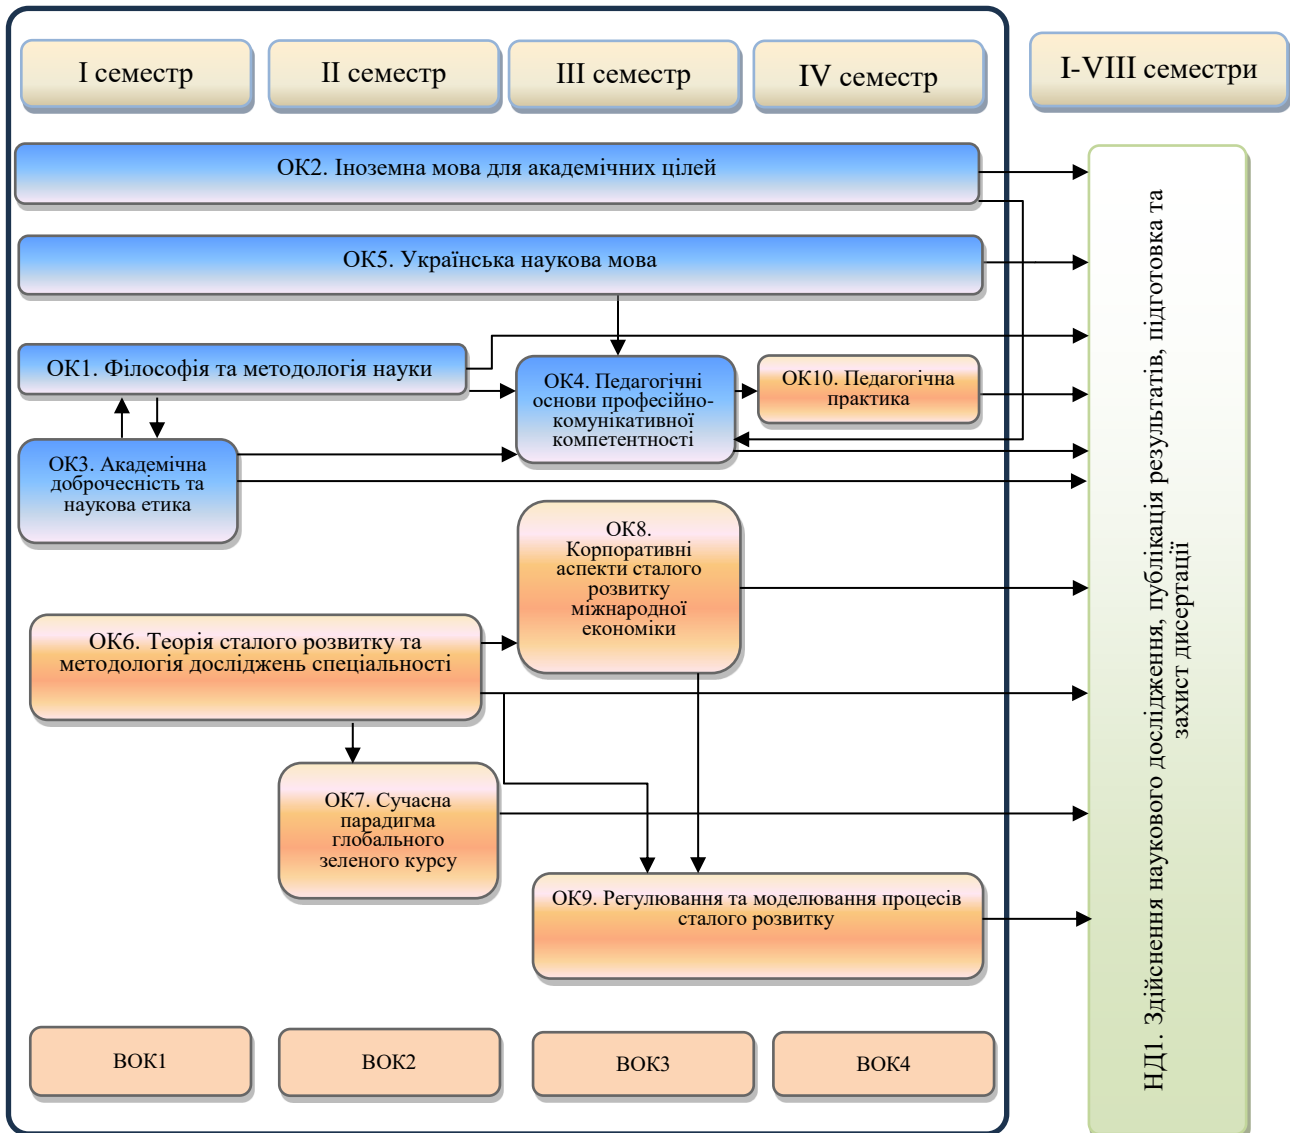 I семестр
II семестр
III семестр
IV семестр
I-VIII семестри
ОК2. Іноземна мова для академічних цілей
ОК5. Українська наукова мова
ОК1. Філософія та методологія науки
ОК4. Педагогічні
основи професійно-
комунікативної
компетентності
ОК10. Педагогічна
практика
ОК3. Академічна
доброчесність та
наукова етика
ОК8.
Корпоративні
аспекти сталого
розвитку
міжнародної
економіки
ОК6. Теорія сталого розвитку та
методологія досліджень спеціальності
ОК7. Сучасна
парадигма
глобального
зеленого курсу
ОК9. Регулювання та моделювання процесів
сталого розвитку
ВОК1
ВОК2
ВОК3
ВОК4
НД1. Здійснення наукового дослідження, публікація результатів, підготовка та
захист дисертації